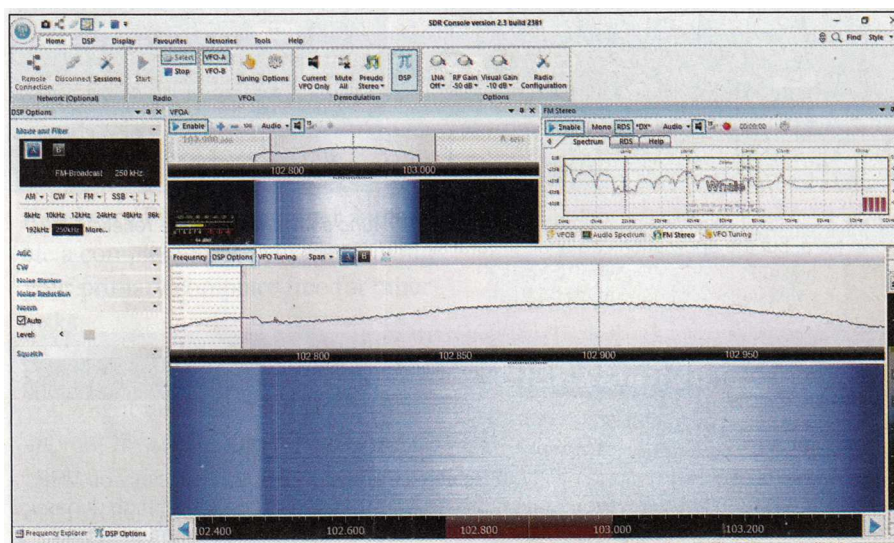 SDR Console version 2.3 build 2381
Home DSP Display Favourites Memories Tools Help
Find Style
Select VFO-A
Stop VFO-B
Remote Connection Disconnect Sessions Start Tuning Options Current VFO Only Mute All Pseudo Stereo DSP LNA Off RF Gain -50 dB Visual Gain -10 dB Radio Configuration
Network (Optional) Radio VFOs Demodulation Options
DSP Options
Mode and Filter
A B
FM-Broadcast 250 kHz
AM CW FM SSB L
8kHz 10kHz 12kHz 24kHz 48kHz 96k
192kHz 250kHz More...
AGC
CW
Noise Reduction
Auto
Level:
Squelch
VFOA
Enable Audio
102.800 103.000
FM Stereo
Enable Mono RDS "DX" Audio 00:00:00
Spectrum RDS Help
VFOB Audio Spectrum FM Stereo VFO Tuning
Frequency DSP Options VFO Tuning Span A B
102.800 102.850 102.900 102.950
102.400 102.600 102.800 103.000 103.200
Frequency Explorer DSP Options